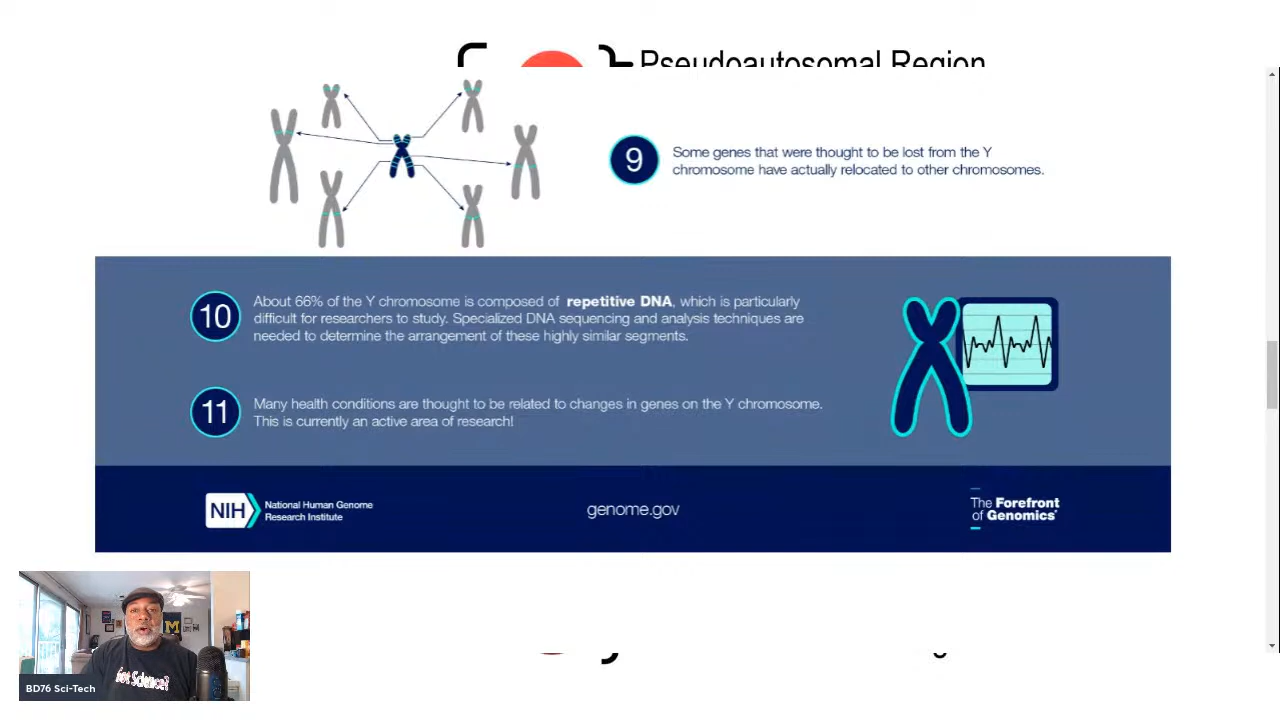 Pseudoautosomal Region
9
Some genes that were thought to be lost from the Y
chromosome have actually relocated to other chromosomes.
10
About 66% of the Y chromosome is composed of repetitive DNA, which is particularly
difficult for researchers to study. Specialized DNA sequencing and analysis techniques are
needed to determine the arrangement of these highly similar segments.
11
Many health conditions are thought to be related to changes in genes on the Y chromosome.
This is currently an active area of research!
NIH
National Human Genome
Research Institute
genome.gov
The Forefront
of Genomics
M
got Science?
BD76 Sci-Tech